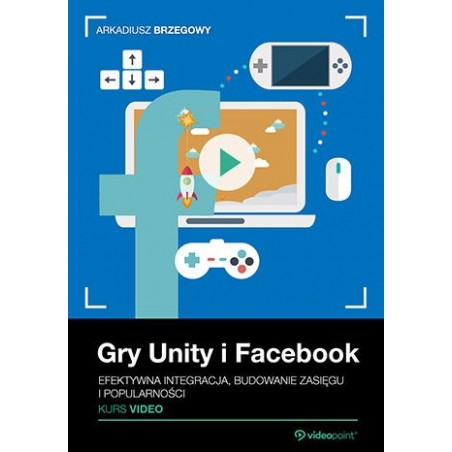 ARKADIUSZ BRZEGOWY
Gry Unity i Facebook
EFEKTYWNA INTEGRACJA, BUDOWANIE ZASIĘGU
I POPULARNOŚCI
KURS VIDEO
videopoint